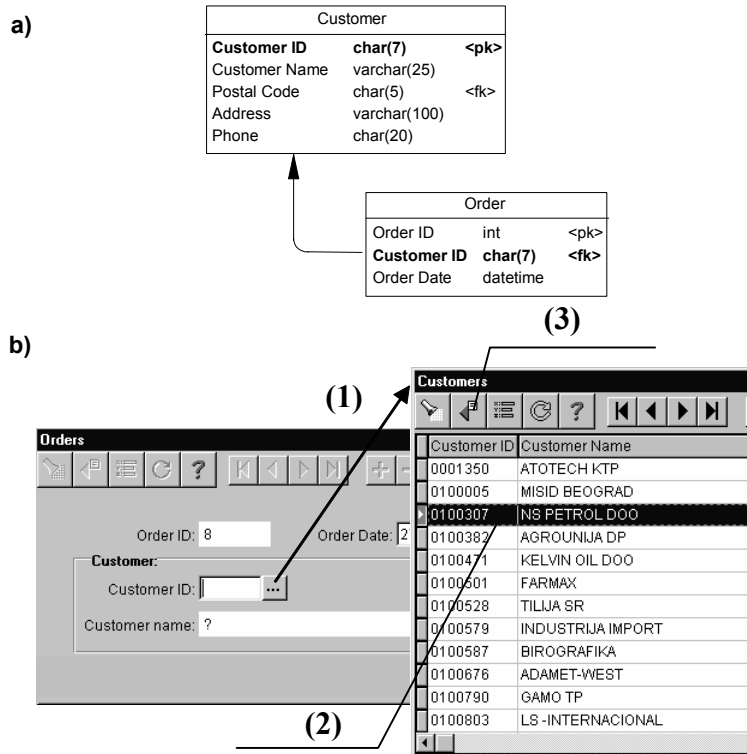 a)
Customer
Customer ID char(7) <pk>
Customer Name varchar(25)
Postal Code char(5) <fk>
Address varchar(100)
Phone char(20)
Order
Order ID int <pk>
Customer ID char(7) <fk>
Order Date datetime
(3)
b)
(1)
Customers
?
Customer ID Customer Name
0001350 ATOTECH KTP
0100005 MISID BEOGRAD
0100307 NS PETROL DOO
0100382 AGROUNIJA DP
0100471 KELVIN OIL DOO
0100501 FARMAX
0100528 TILIJA SR
0100579 INDUSTRIJA IMPORT
0100587 BIROGRAFIKA
0100676 ADAMET-WEST
0100790 GAMO TP
0100803 LS -INTERNACIONAL
Orders
?
Order ID: 8 Order Date: 2
Customer:
Customer ID: ...
Customer name: ?
(2)